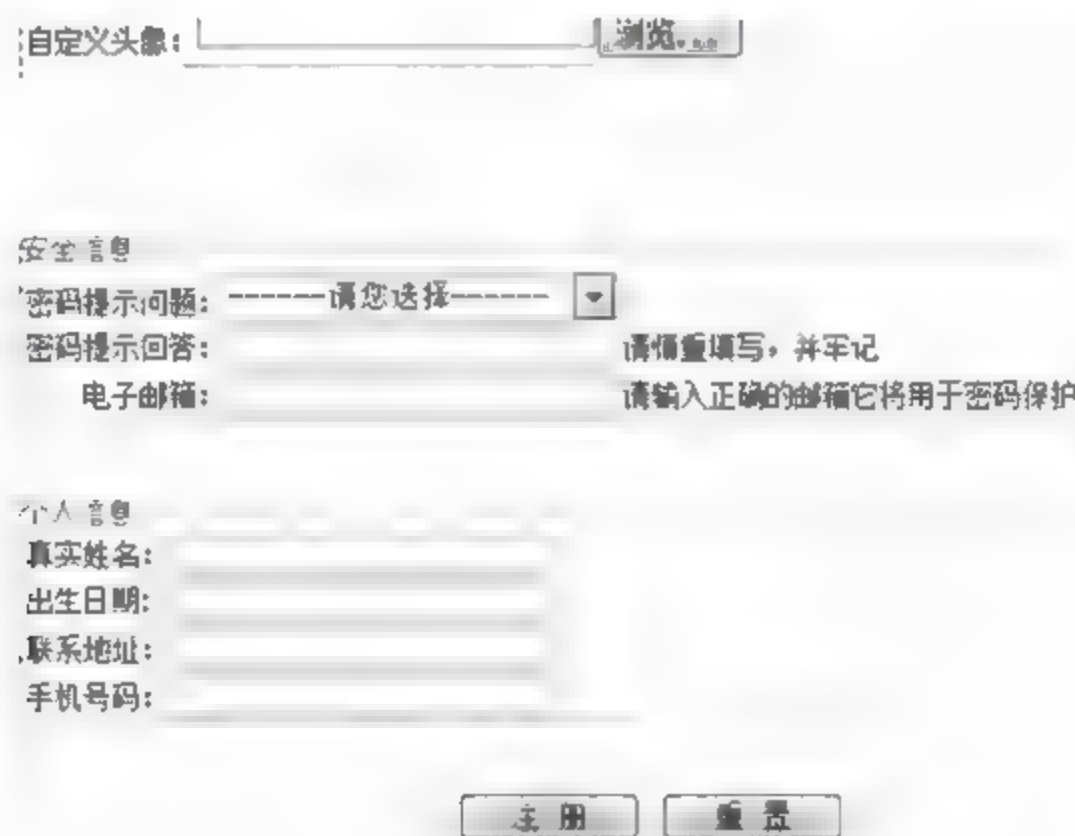 自定义头像： 浏览...
安全信息
密码提示问题： ------请您选择------
密码提示回答： 请慎重填写，并牢记
电子邮箱： 请输入正确的邮箱它将用于密码保护
个人信息
真实姓名：
出生日期：
联系地址：
手机号码：
注册 重置